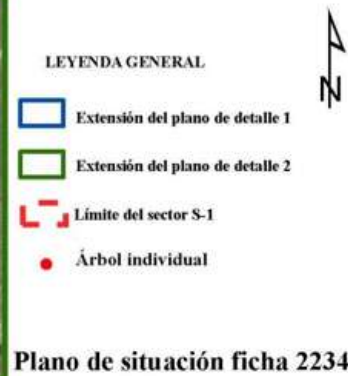 N
LEYENDA GENERAL
Extensión del plano de detalle 1
Extensión del plano de detalle 2
Límite del sector S-1
Árbol individual
Plano de situación ficha 2234